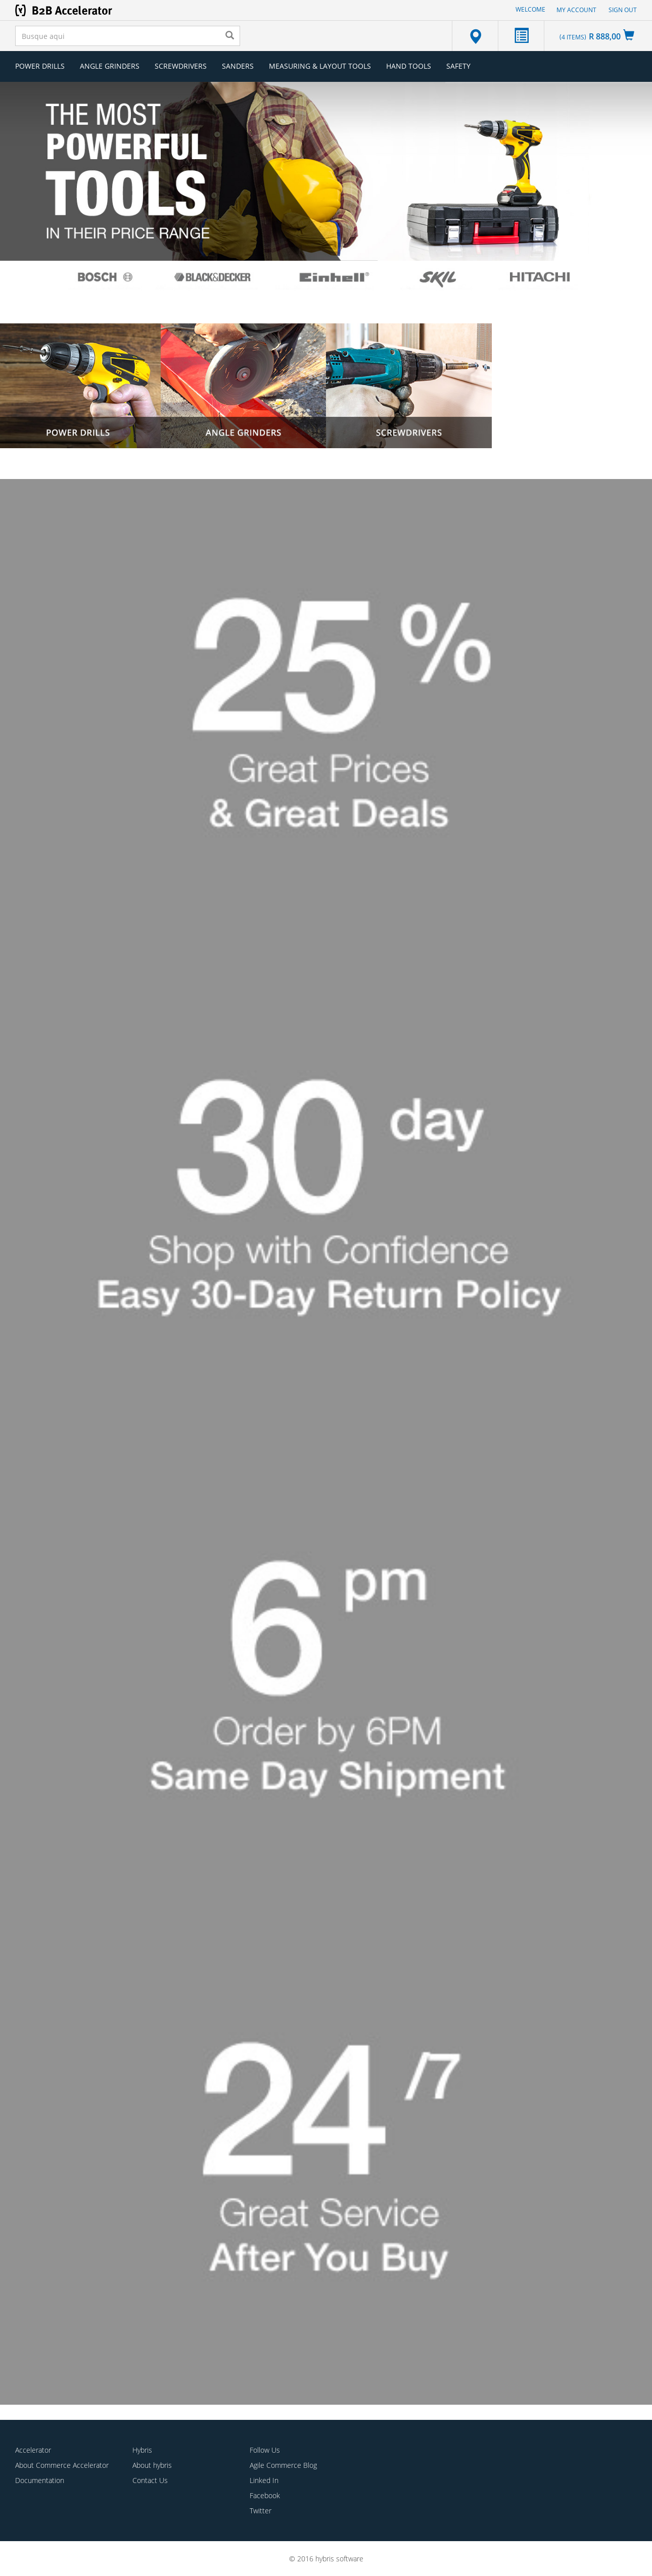 B2B Accelerator
WELCOME MY ACCOUNT SIGN OUT
Busque aqui
(4 ITEMS) R 888,00
POWER DRILLS ANGLE GRINDERS SCREWDRIVERS SANDERS MEASURING & LAYOUT TOOLS HAND TOOLS SAFETY
THE MOST
POWERFUL
TOOLS
IN THEIR PRICE RANGE
BOSCH BLACK&DECKER Einhell® SKIL HITACHI
POWER DRILLS ANGLE GRINDERS SCREWDRIVERS
25 %
Great Prices
& Great Deals
30 day
Shop with Confidence
Easy 30-Day Return Policy
6 pm
Order by 6PM
Same Day Shipment
24 /7
Great Service
After You Buy
Accelerator
About Commerce Accelerator
Documentation
Hybris
About hybris
Contact Us
Follow Us
Agile Commerce Blog
Linked In
Facebook
Twitter
© 2016 hybris software